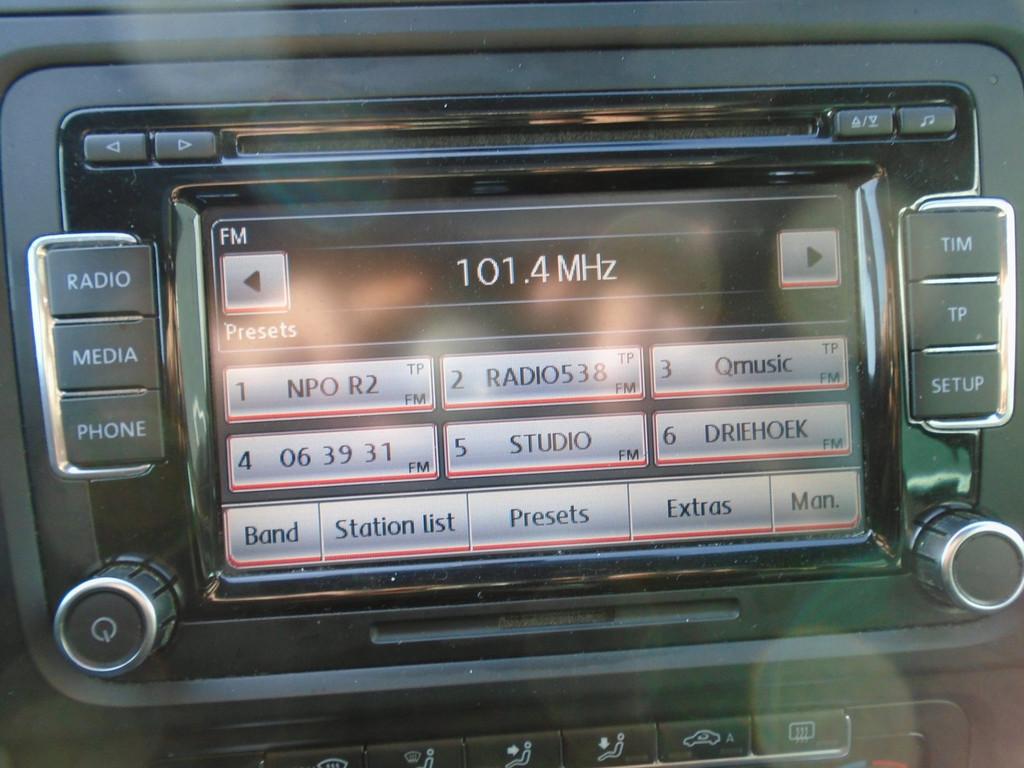 FM
101.4 MHz
Presets
1 NPO R2 TP FM
2 RADIO538 TP FM
3 Qmusic TP FM
4 06 39 31 FM
5 STUDIO FM
6 DRIEHOEK FM
Band Station list Presets Extras Man.
RADIO
MEDIA
PHONE
TIM
TP
SETUP
A